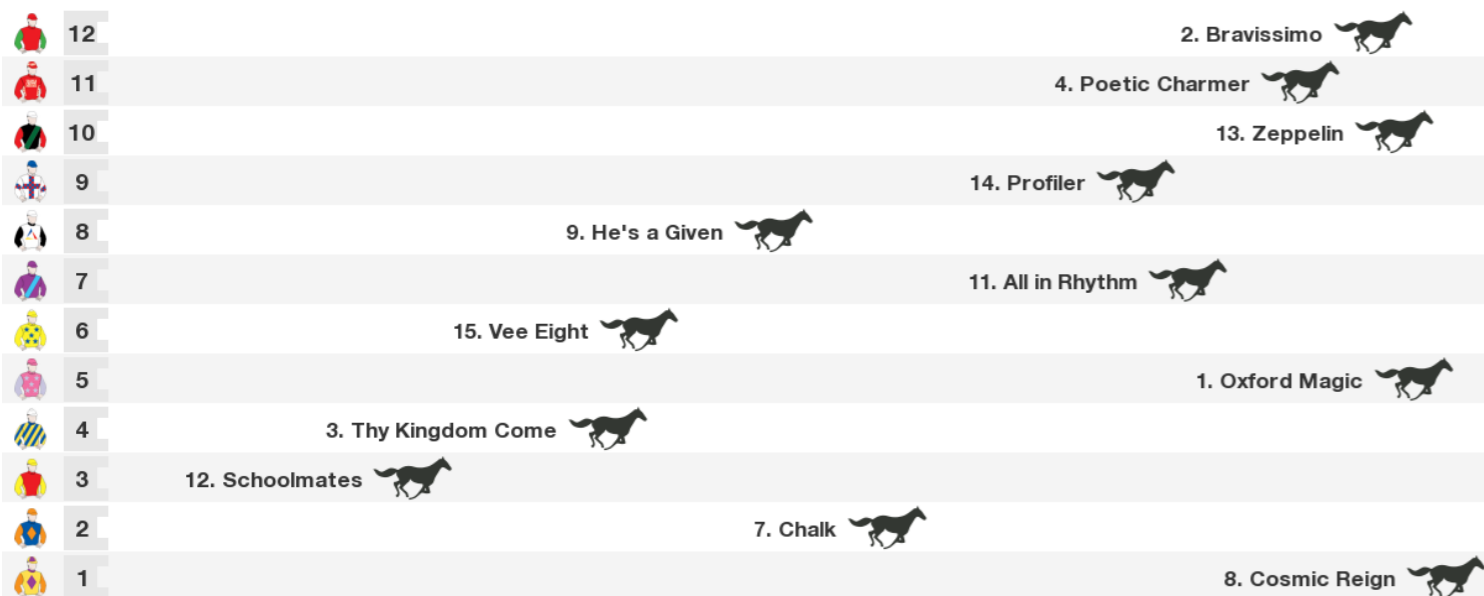 12 2. Bravissimo
11 4. Poetic Charmer
10 13. Zeppelin
9 14. Profiler
8 9. He's a Given
7 11. All in Rhythm
6 15. Vee Eight
5 1. Oxford Magic
4 3. Thy Kingdom Come
3 12. Schoolmates
2 7. Chalk
1 8. Cosmic Reign